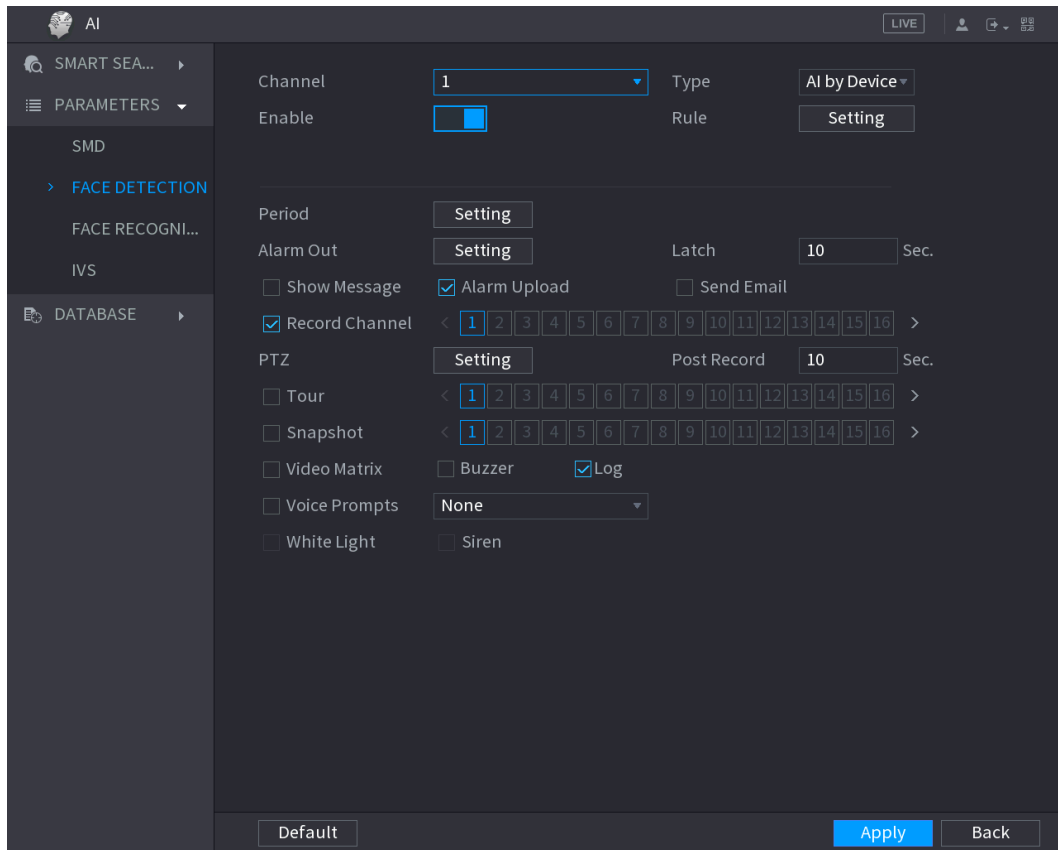 AI LIVE
SMART SEA...
PARAMETERS
SMD
FACE DETECTION
FACE RECOGNI...
IVS
DATABASE
Channel 1 Type AI by Device
Enable Rule Setting
Period Setting
Alarm Out Setting Latch 10 Sec.
Show Message Alarm Upload Send Email
Record Channel < 1 2 3 4 5 6 7 8 9 10 11 12 13 14 15 16 >
PTZ Setting Post Record 10 Sec.
Tour < 1 2 3 4 5 6 7 8 9 10 11 12 13 14 15 16 >
Snapshot < 1 2 3 4 5 6 7 8 9 10 11 12 13 14 15 16 >
Video Matrix Buzzer Log
Voice Prompts None
White Light Siren
Default Apply Back